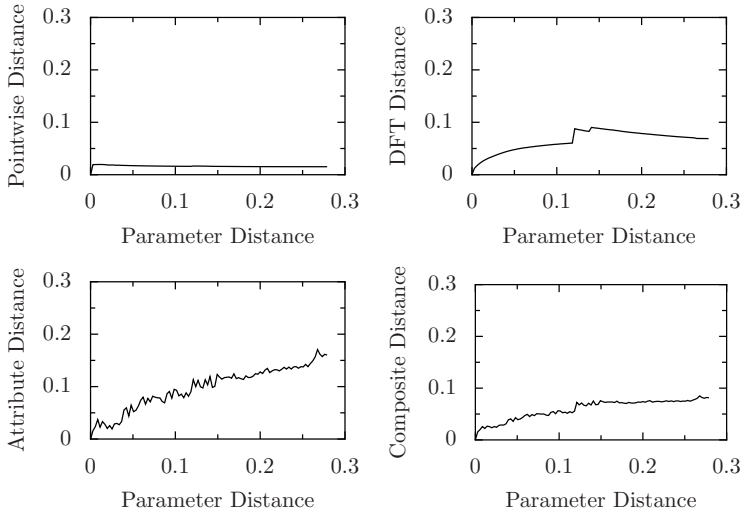 0.3 0.3
0.2 0.2
0.1 0.1
0 0
0 0.1 0.2 0.3 0 0.1 0.2 0.3
Pointwise Distance DFT Distance
Parameter Distance Parameter Distance
0.3 0.3
0.2 0.2
0.1 0.1
0 0
0 0.1 0.2 0.3 0 0.1 0.2 0.3
Attribute Distance Composite Distance
Parameter Distance Parameter Distance